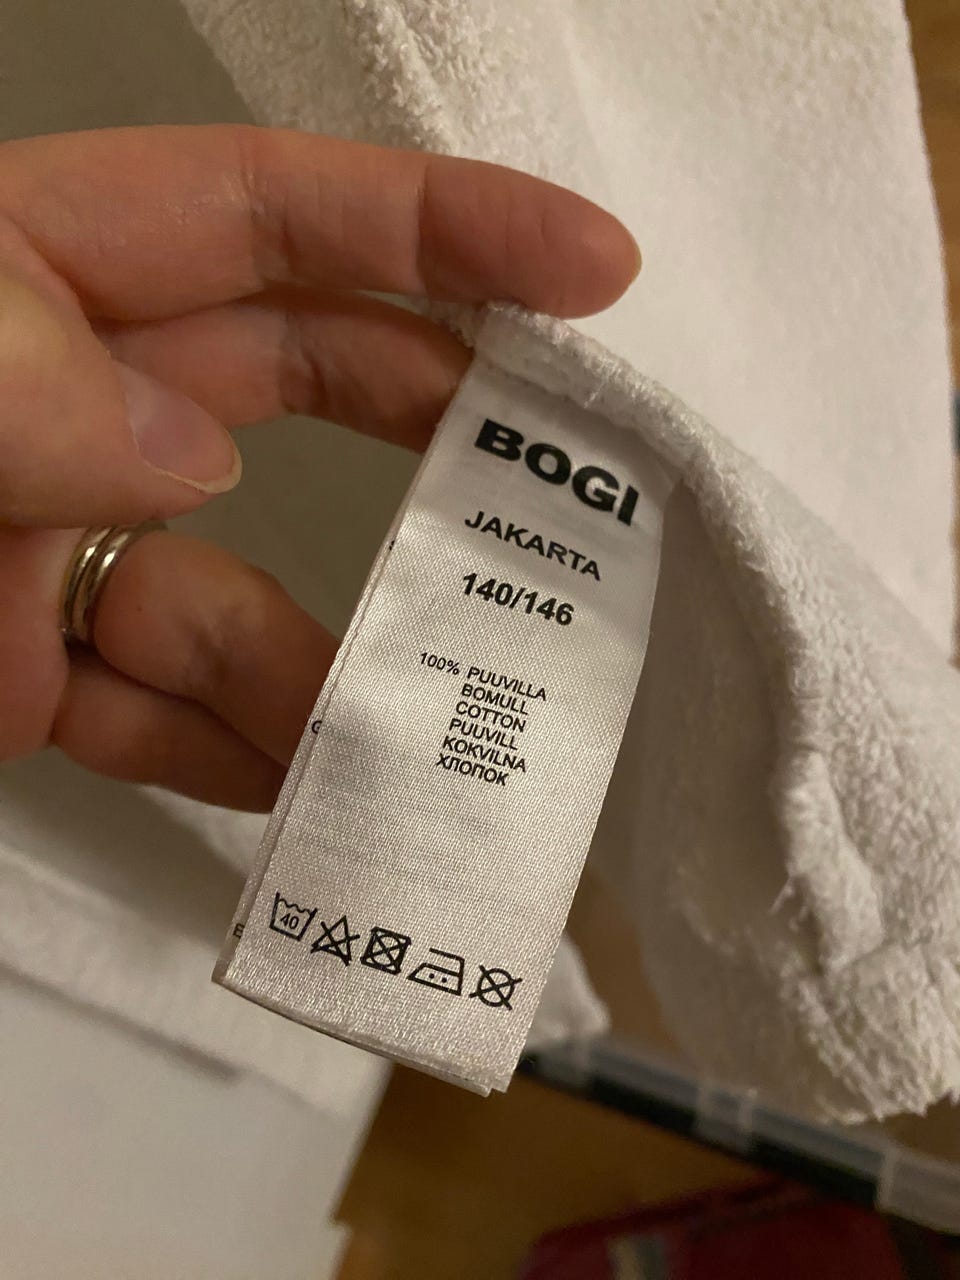 BOGI
JAKARTA
140/146
100% PUUVILLA
BOMULL
COTTON
PUUVILL
KOKVILNA
ХЛОПОК
40